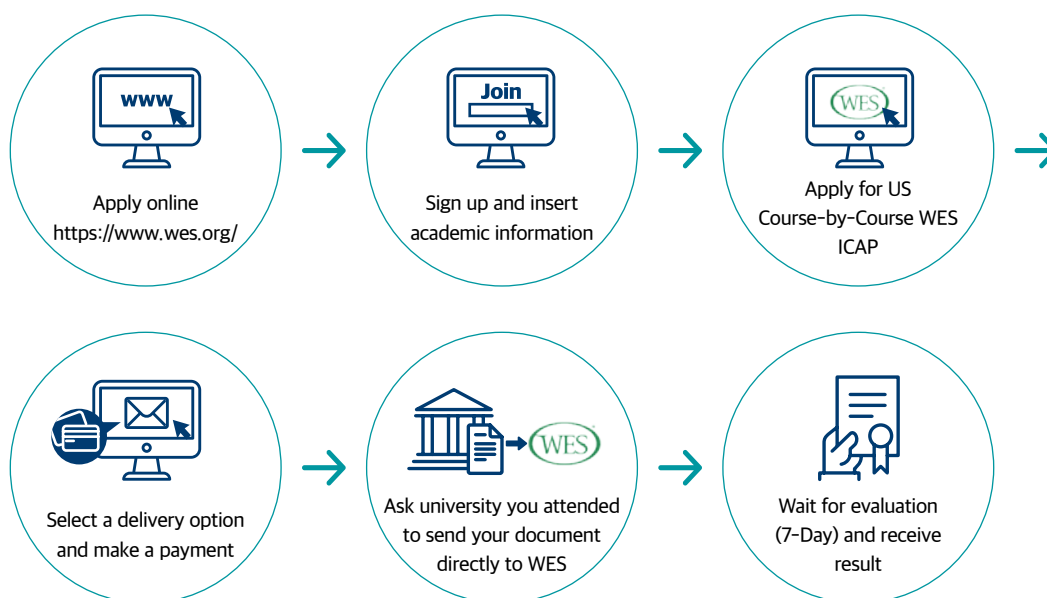 www
Apply online
https://www.wes.org/
Join
Sign up and insert
academic information
WES
Apply for US
Course-by-Course WES
ICAP
Select a delivery option
and make a payment
WES
Ask university you attended
to send your document
directly to WES
Wait for evaluation
(7-Day) and receive
result